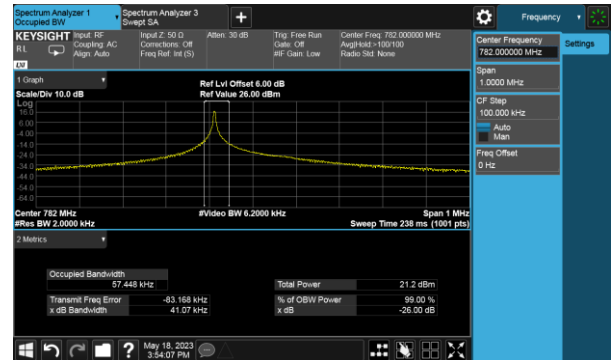 Spectrum Analyzer 1
Occupied BW
Spectrum Analyzer 3
Swept SA
+
Frequency
KEYSIGHT
RL
Input: RF
Coupling: AC
Align: Auto
Input Z: 50 Ω
Corrections: Off
Freq Ref: Int (S)
Atten: 30 dB
Trig: Free Run
Gate: Off
#IF Gain: Low
Center Freq: 782.000000 MHz
Avg|Hold:>100/100
Radio Std: None
Center Frequency
782.000000 MHz
Settings
Span
1.0000 MHz
CF Step
100.000 kHz
Auto
Man
Freq Offset
0 Hz
1 Graph
Scale/Div 10.0 dB
Ref Lvl Offset 6.00 dB
Ref Value 26.00 dBm
Log
16.0
6.00
-4.00
-14.0
-24.0
-34.0
-44.0
-54.0
-64.0
Center 782 MHz
#Video BW 6.2000 kHz
Span 1 MHz
#Res BW 2.0000 kHz
Sweep Time 238 ms (1001 pts)
2 Metrics
Occupied Bandwidth
57.448 kHz
Total Power
21.2 dBm
Transmit Freq Error
-83.168 kHz
% of OBW Power
99.00 %
x dB Bandwidth
41.07 kHz
x dB
-26.00 dB
?
May 18, 2023
3:54:07 PM